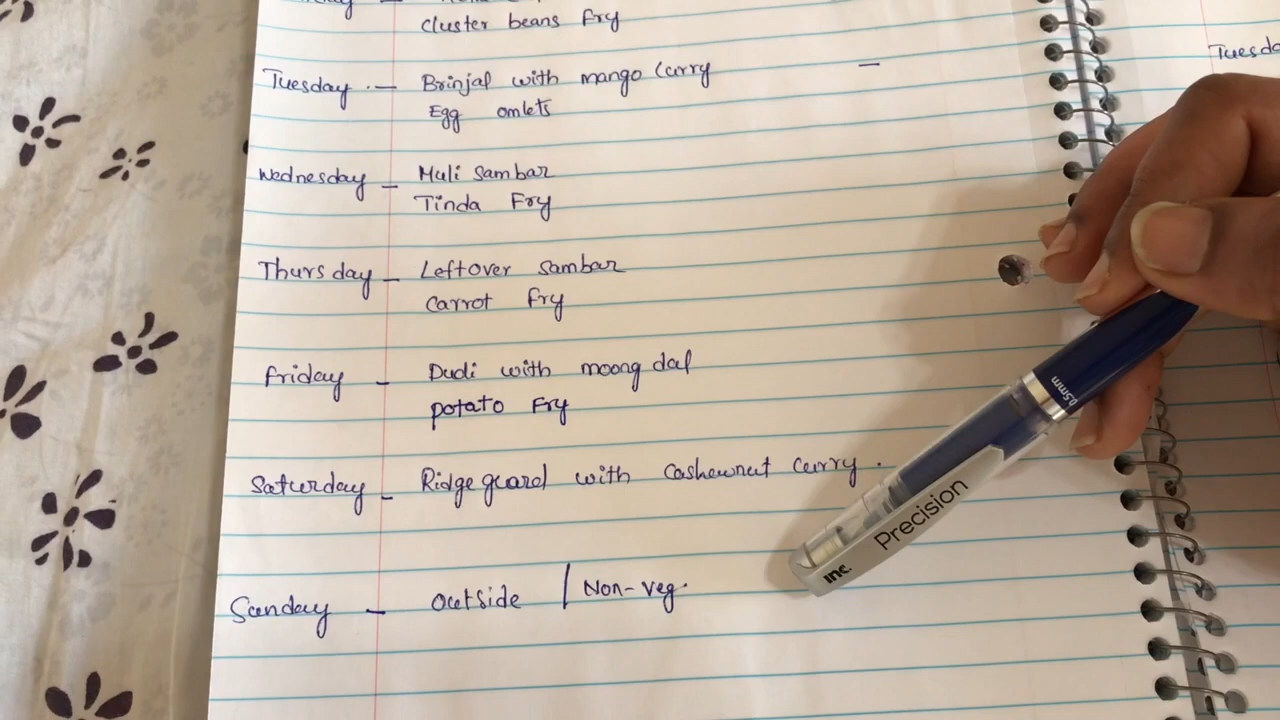 Cluster beans Fry
Tuesday - Brinjal with mango Curry -
Egg omlets
Wednesday - Muli Sambar
Tinda Fry
Thursday - Leftover Sambar
Carrot Fry
Friday - Dudi with moong dal
potato Fry
Saturday - Ridge guard with Cashewnut curry.
Sunday - Outside / Non-veg.
Tuesda
0.5mm
Precision
INC.